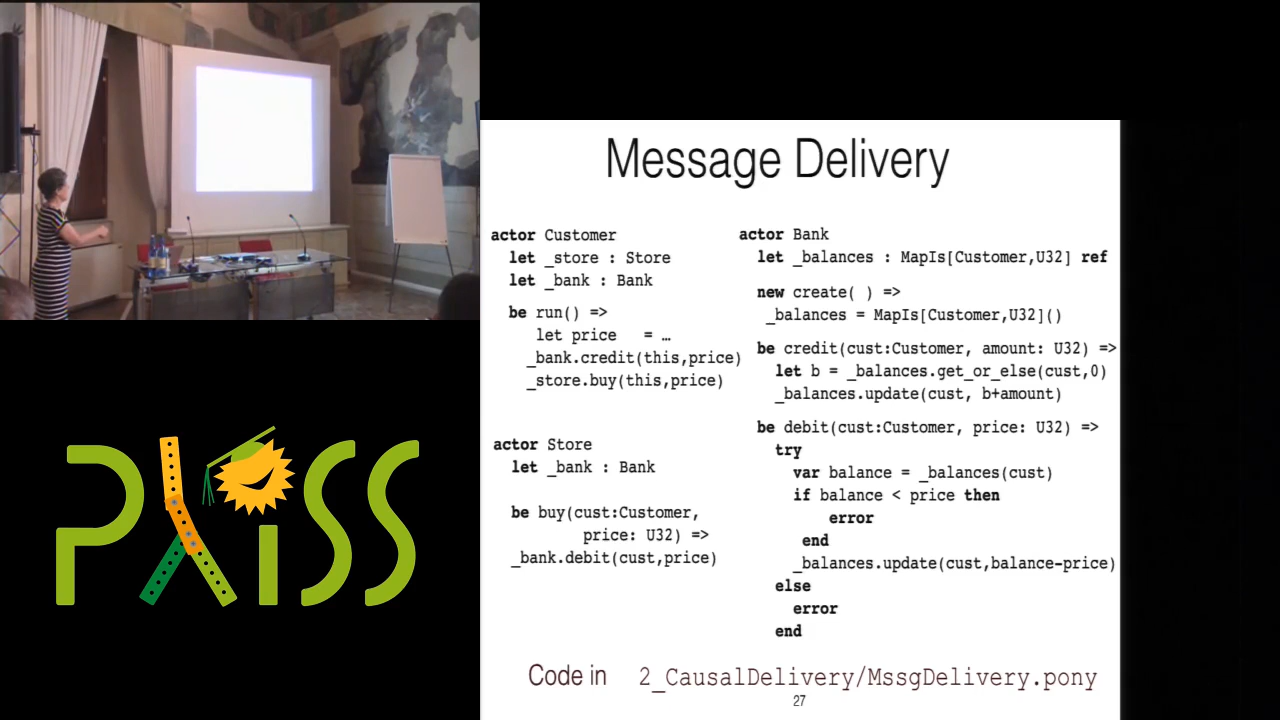 Message Delivery
actor Customer
let _store : Store
let _bank : Bank
be run() =>
let price = …
_bank.credit(this,price)
_store.buy(this,price)
actor Store
let _bank : Bank
be buy(cust:Customer,
price: U32) =>
_bank.debit(cust,price)
actor Bank
let _balances : MapIs[Customer,U32] ref
new create( ) =>
_balances = MapIs[Customer,U32]()
be credit(cust:Customer, amount: U32) =>
let b = _balances.get_or_else(cust,0)
_balances.update(cust, b+amount)
be debit(cust:Customer, price: U32) =>
try
var balance = _balances(cust)
if balance < price then
error
end
_balances.update(cust,balance-price)
else
error
end
Code in 2_CausalDelivery/MssgDelivery.pony
27
PLISS